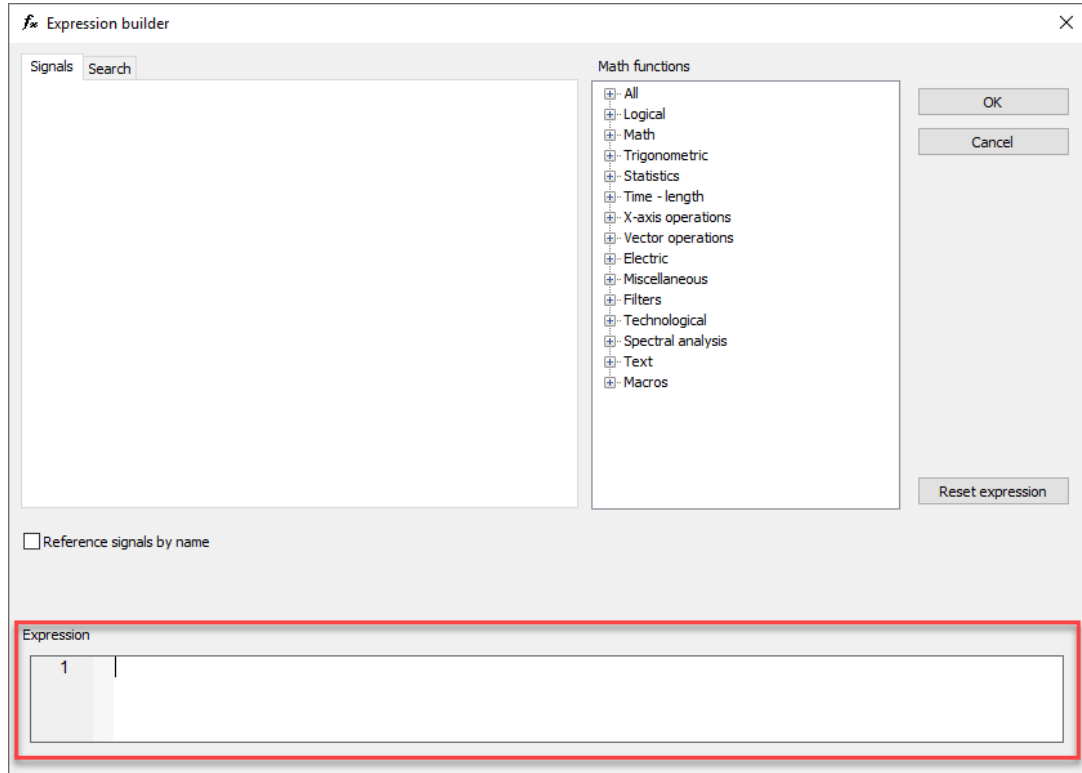 fx Expression builder
Signals Search
Math functions
All
Logical
Math
Trigonometric
Statistics
Time - length
X-axis operations
Vector operations
Electric
Miscellaneous
Filters
Technological
Spectral analysis
Text
Macros
OK
Cancel
Reset expression
Reference signals by name
Expression
1